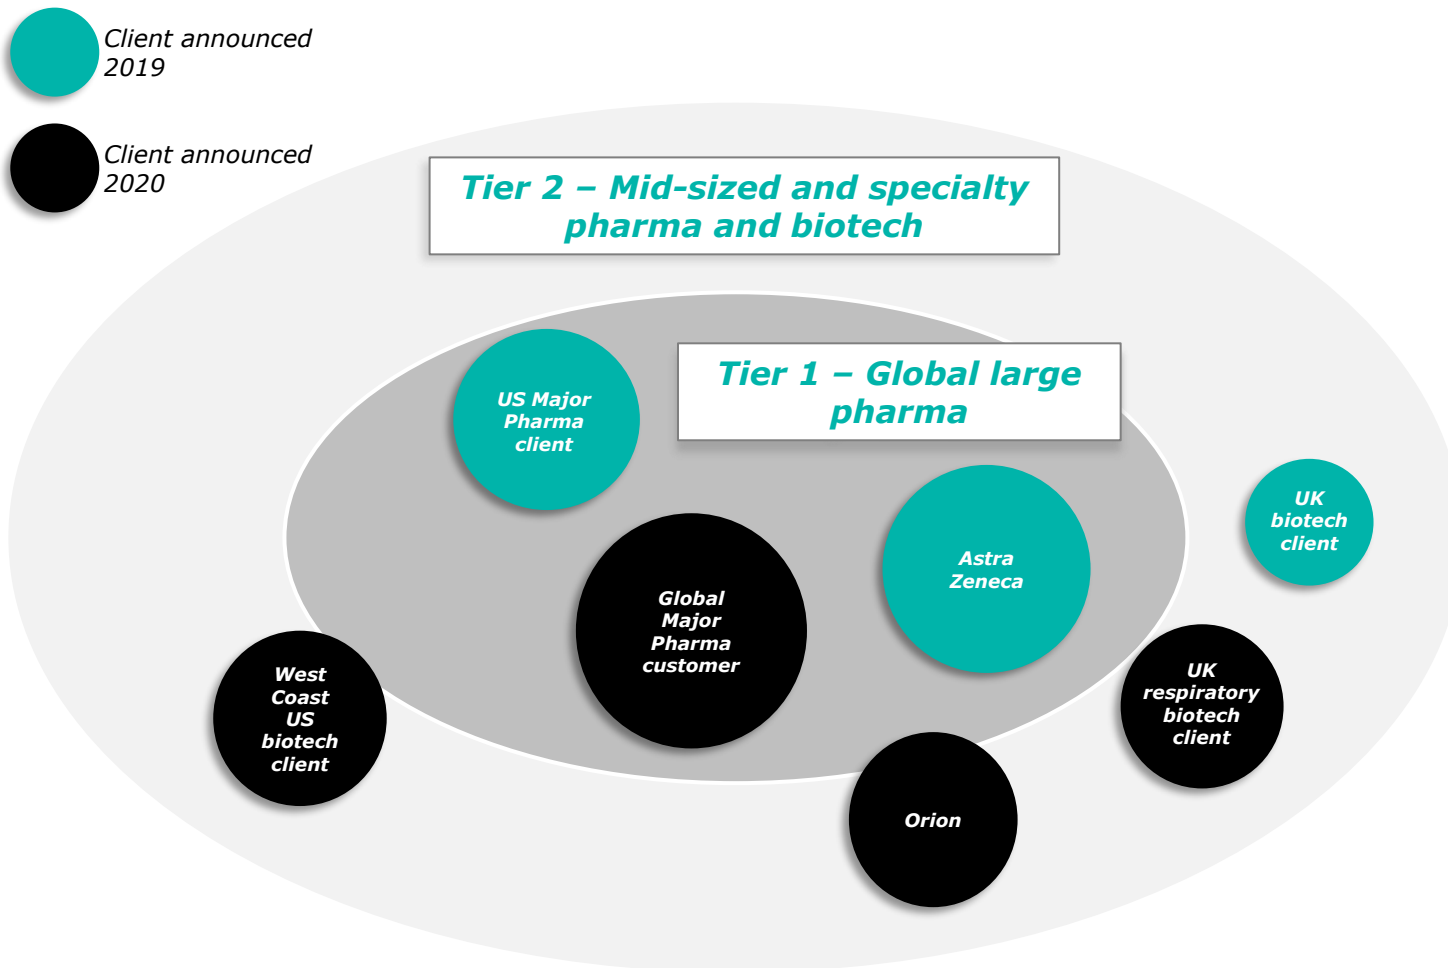 Client announced
2019
Client announced
2020
Tier 2 – Mid-sized and specialty
pharma and biotech
Tier 1 – Global large
pharma
US Major
Pharma
client
UK
biotech
client
Astra
Zeneca
Global
Major
Pharma
customer
West
Coast
US
biotech
client
UK
respiratory
biotech
client
Orion